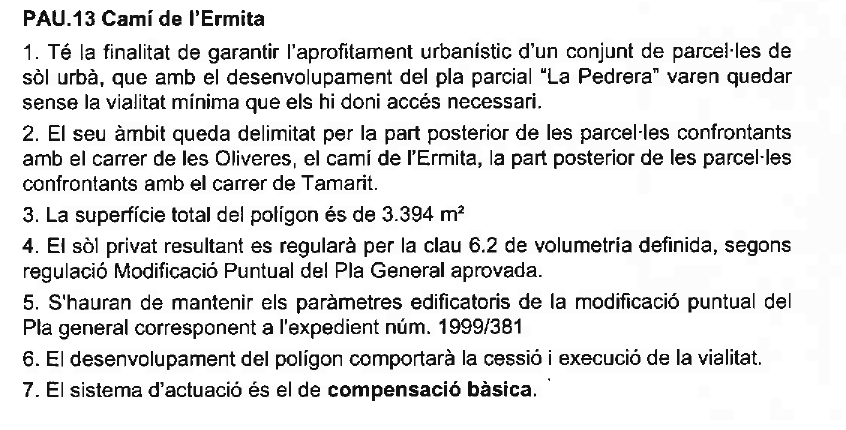 PAU.13 Camí de l'Ermita
1. Té la finalitat de garantir l'aprofitament urbanístic d'un conjunt de parcel·les de
sòl urbà, que amb el desenvolupament del pla parcial "La Pedrera" varen quedar
sense la vialitat mínima que els hi doni accés necessari.
2. El seu àmbit queda delimitat per la part posterior de les parcel·les confrontants
amb el carrer de les Oliveres, el camí de l'Ermita, la part posterior de les parcel·les
confrontants amb el carrer de Tamarit.
3. La superfície total del polígon és de 3.394 m²
4. El sòl privat resultant es regularà per la clau 6.2 de volumetria definida, segons
regulació Modificació Puntual del Pla General aprovada.
5. S'hauran de mantenir els paràmetres edificatoris de la modificació puntual del
Pla general corresponent a l'expedient núm. 1999/381
6. El desenvolupament del polígon comportarà la cessió i execució de la vialitat.
7. El sistema d'actuació és el de compensació bàsica.